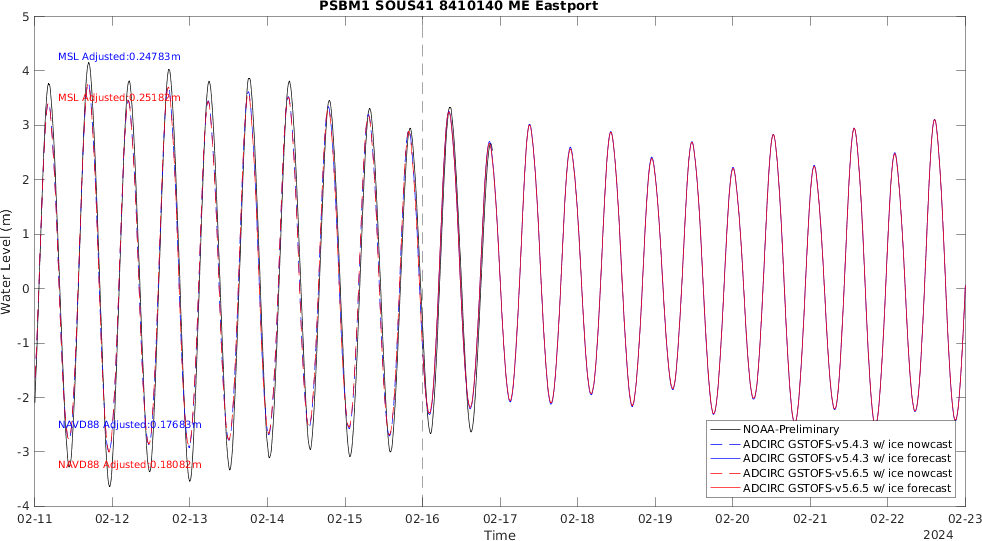 PSBM1 SOUS41 8410140 ME Eastport
5
4
3
2
1
0
-1
-2
-3
-4
Water Level (m)
MSL Adjusted:0.24783m
MSL Adjusted:0.25182m
NAVD88 Adjusted:0.17683m
NAVD88 Adjusted:0.18082m
NOAA-Preliminary
ADCIRC GSTOFS-v5.4.3 w/ ice nowcast
ADCIRC GSTOFS-v5.4.3 w/ ice forecast
ADCIRC GSTOFS-v5.6.5 w/ ice nowcast
ADCIRC GSTOFS-v5.6.5 w/ ice forecast
02-11 02-12 02-13 02-14 02-15 02-16 02-17 02-18 02-19 02-20 02-21 02-22 02-23
Time
2024